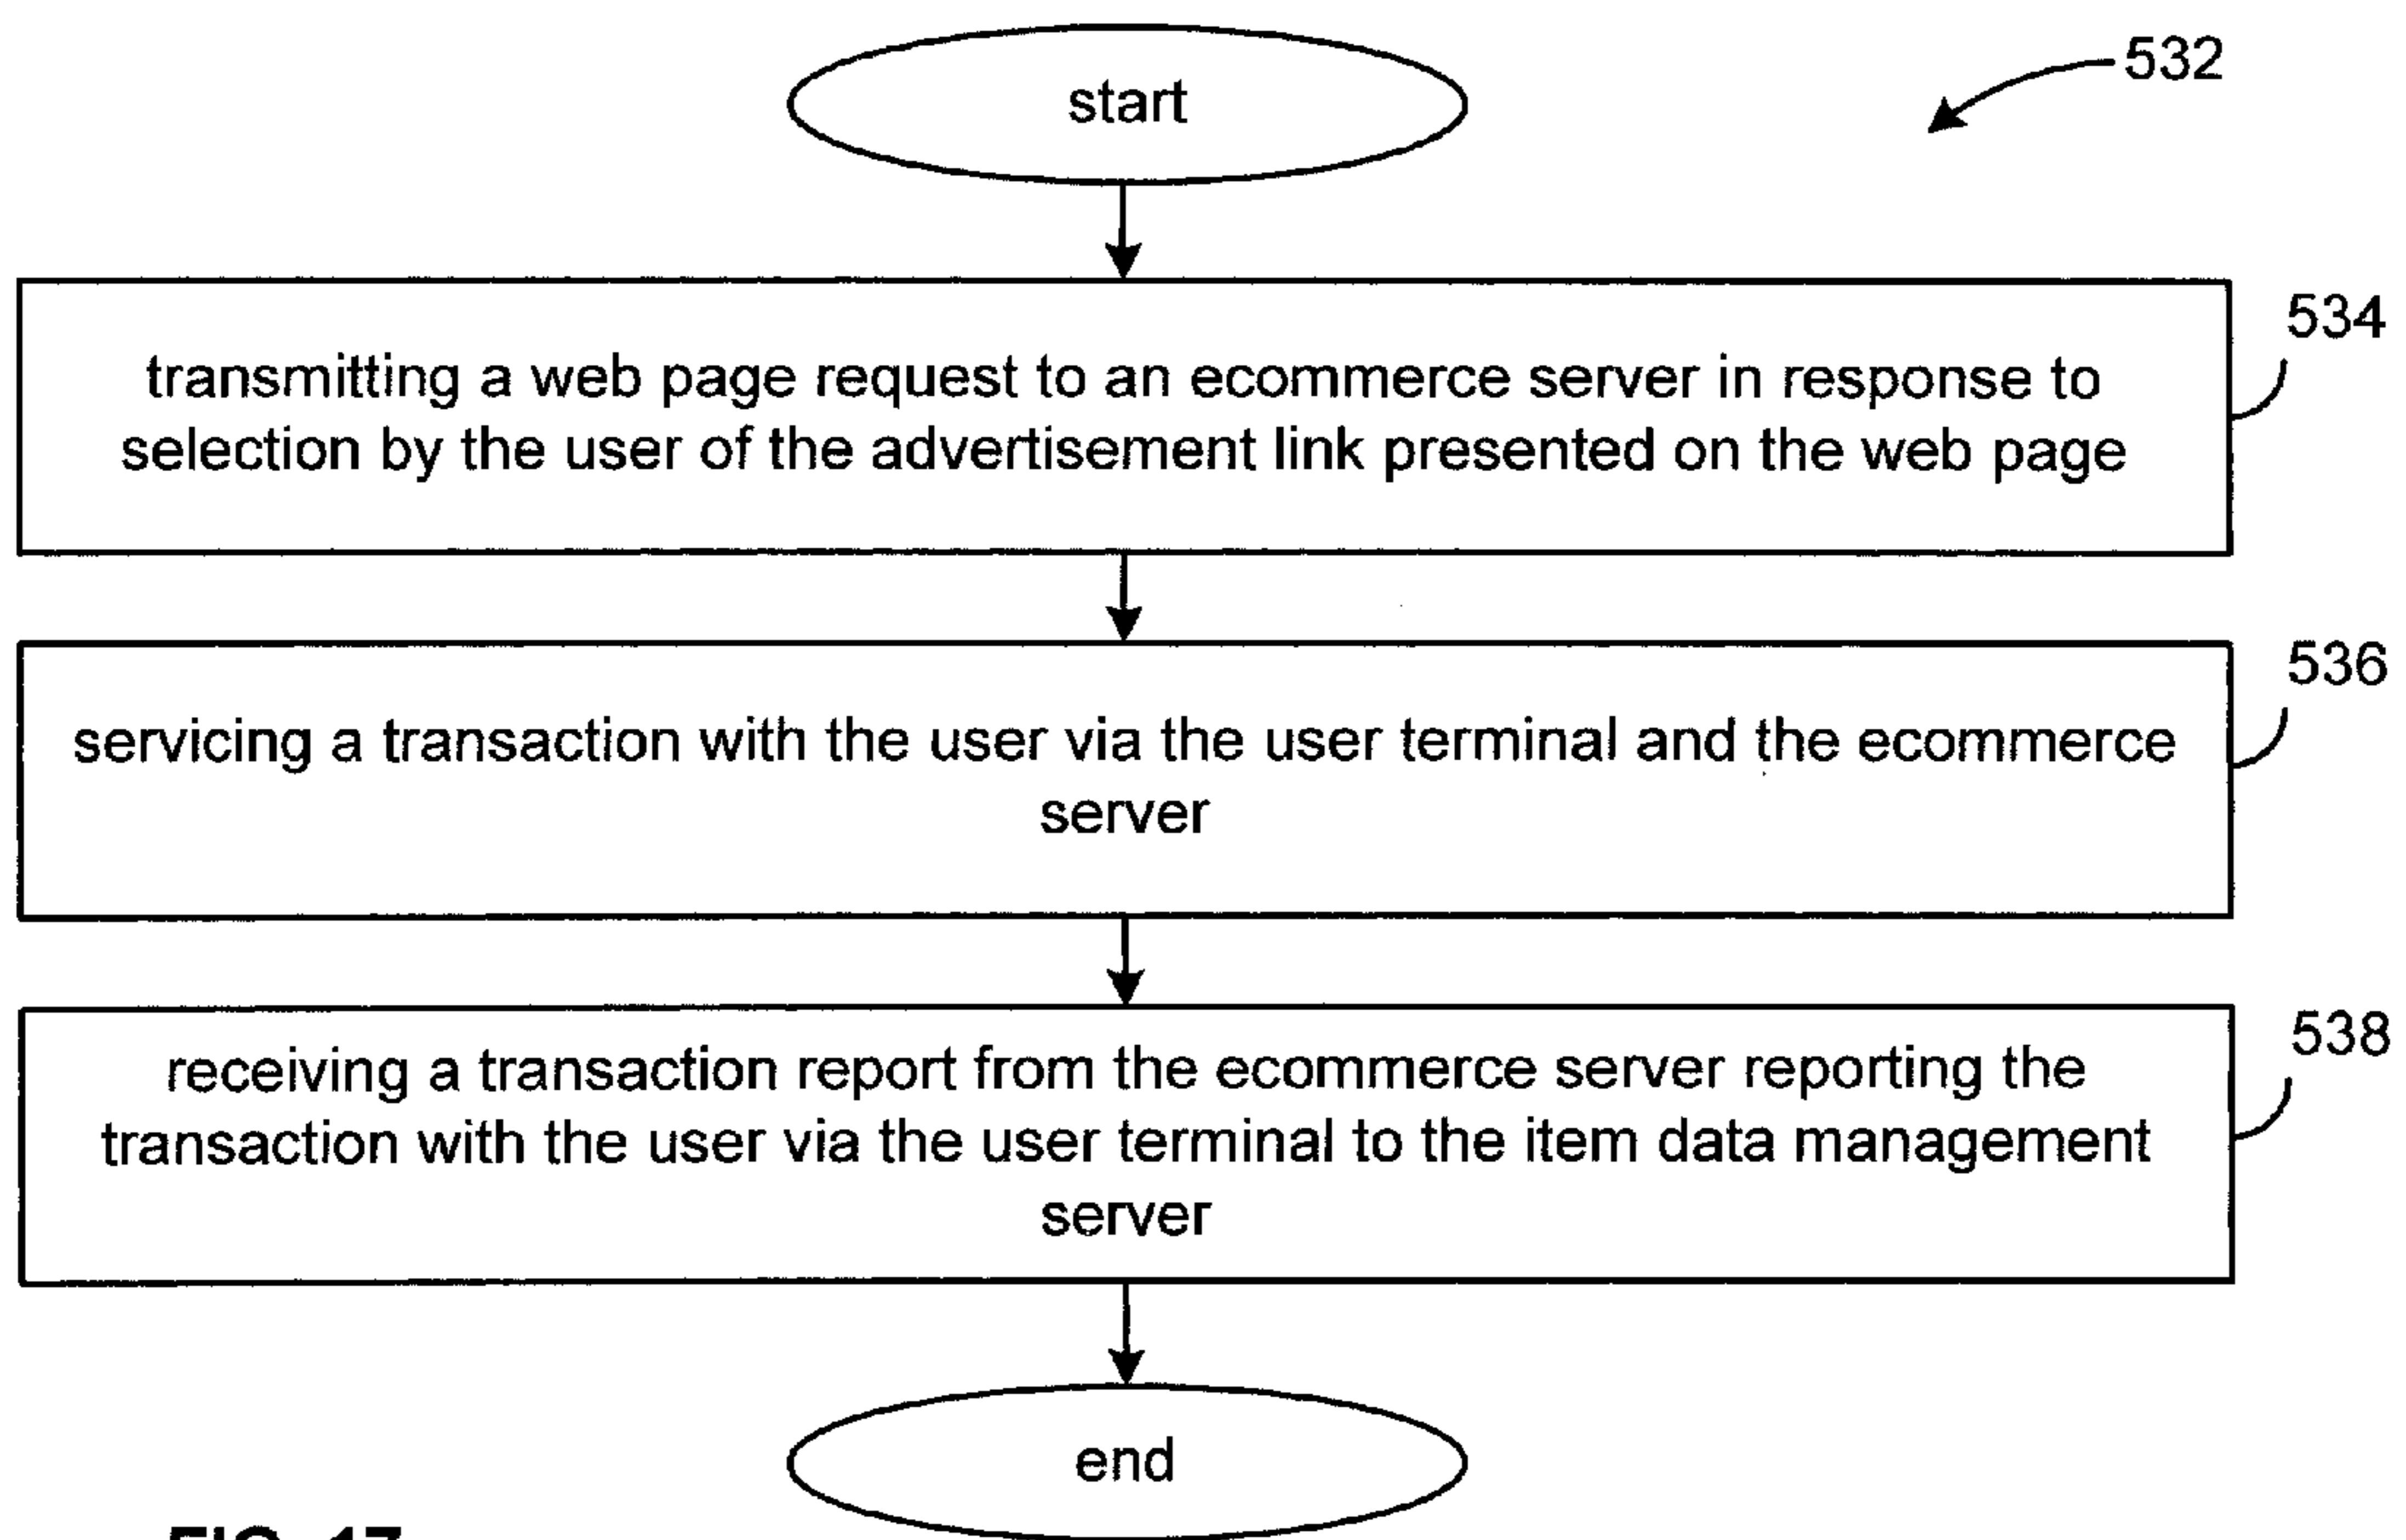 start
532
534
transmitting a web page request to an ecommerce server in response to
selection by the user of the advertisement link presented on the web page
536
servicing a transaction with the user via the user terminal and the ecommerce
server
538
receiving a transaction report from the ecommerce server reporting the
transaction with the user via the user terminal to the item data management
server
end